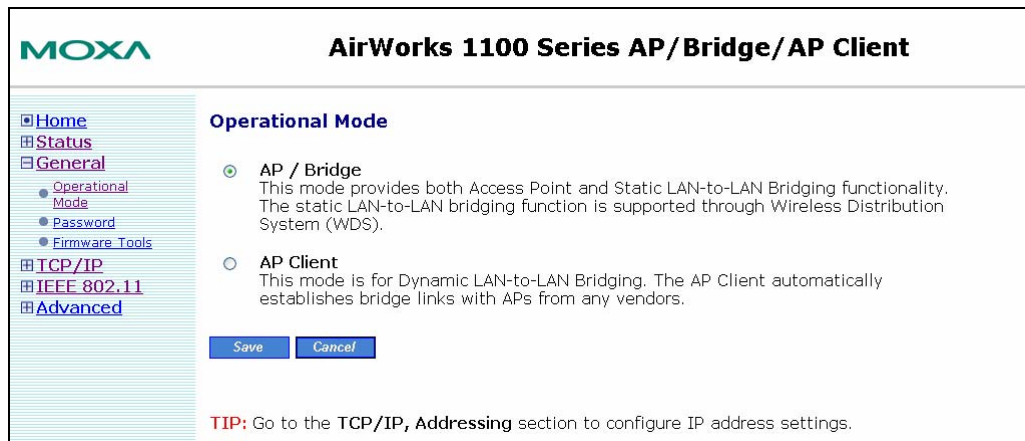 MOXA
AirWorks 1100 Series AP/Bridge/AP Client
Home
Status
General
Operational
Mode
Password
Firmware Tools
TCP/IP
IEEE 802.11
Advanced
Operational Mode
AP / Bridge
This mode provides both Access Point and Static LAN-to-LAN Bridging functionality.
The static LAN-to-LAN bridging function is supported through Wireless Distribution
System (WDS).
AP Client
This mode is for Dynamic LAN-to-LAN Bridging. The AP Client automatically
establishes bridge links with APs from any vendors.
Save Cancel
TIP: Go to the TCP/IP, Addressing section to configure IP address settings.